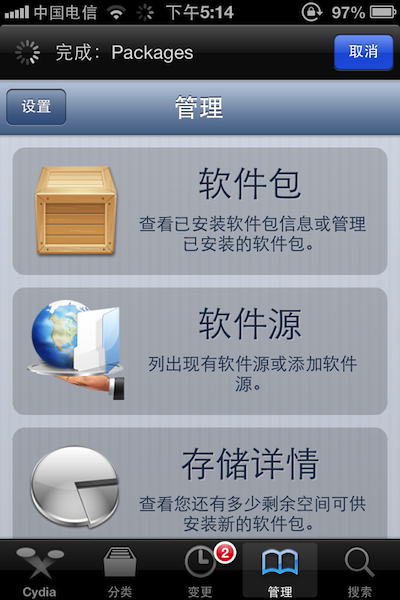 中国电信 下午5:14 97%
完成：Packages 取消
设置 管理
软件包
查看已安装软件包信息或管理
已安装的软件包。
软件源
列出现有软件源或添加软件
源。
存储详情
查看您还有多少剩余空间可供
安装新的软件包。
2
Cydia 分类 变更 管理 搜索